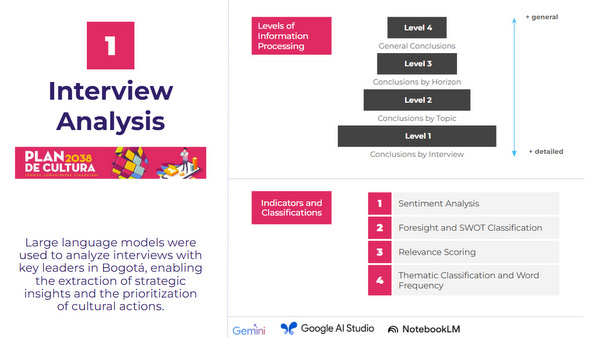 1
Interview
Analysis
PLAN 2038
DE CULTURA
Large language models were
used to analyze interviews with
key leaders in Bogotá, enabling
the extraction of strategic
insights and the prioritization
of cultural actions.
Levels of
Information
Processing
+ general
Level 4
General Conclusions
Level 3
Conclusions by Horizon
Level 2
Conclusions by Topic
Level 1
Conclusions by Interview
+ detailed
Indicators and
Classifications
1 Sentiment Analysis
2 Foresight and SWOT Classification
3 Relevance Scoring
4 Thematic Classification and Word
Frequency
Gemini
Google AI Studio
NotebookLM